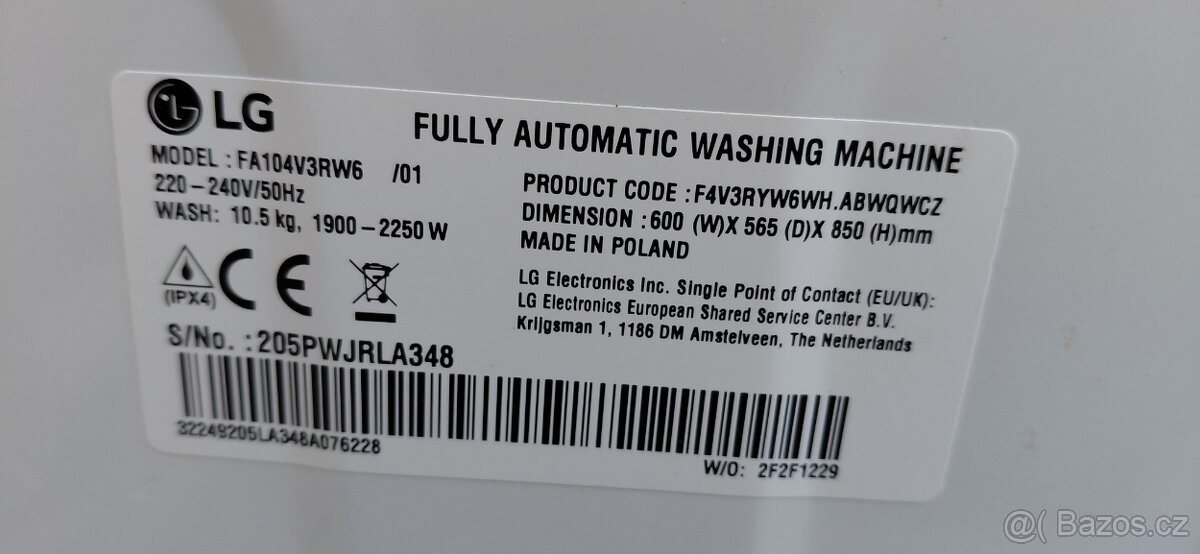 LG
FULLY AUTOMATIC WASHING MACHINE
MODEL : FA104V3RW6 /01
220-240V/50Hz
WASH: 10.5 kg, 1900-2250 W
PRODUCT CODE : F4V3RYW6WH.ABWQWCZ
DIMENSION : 600 (W)X 565 (D)X 850 (H)mm
MADE IN POLAND
(IPX4)
CE
LG Electronics Inc. Single Point of Contact (EU/UK):
LG Electronics European Shared Service Center B.V.
Krijgsman 1, 1186 DM Amstelveen, The Netherlands
S/No. : 205PWJRLA348
32249205LA348A076228
W/O: 2F2F1229
@( Bazos.cz